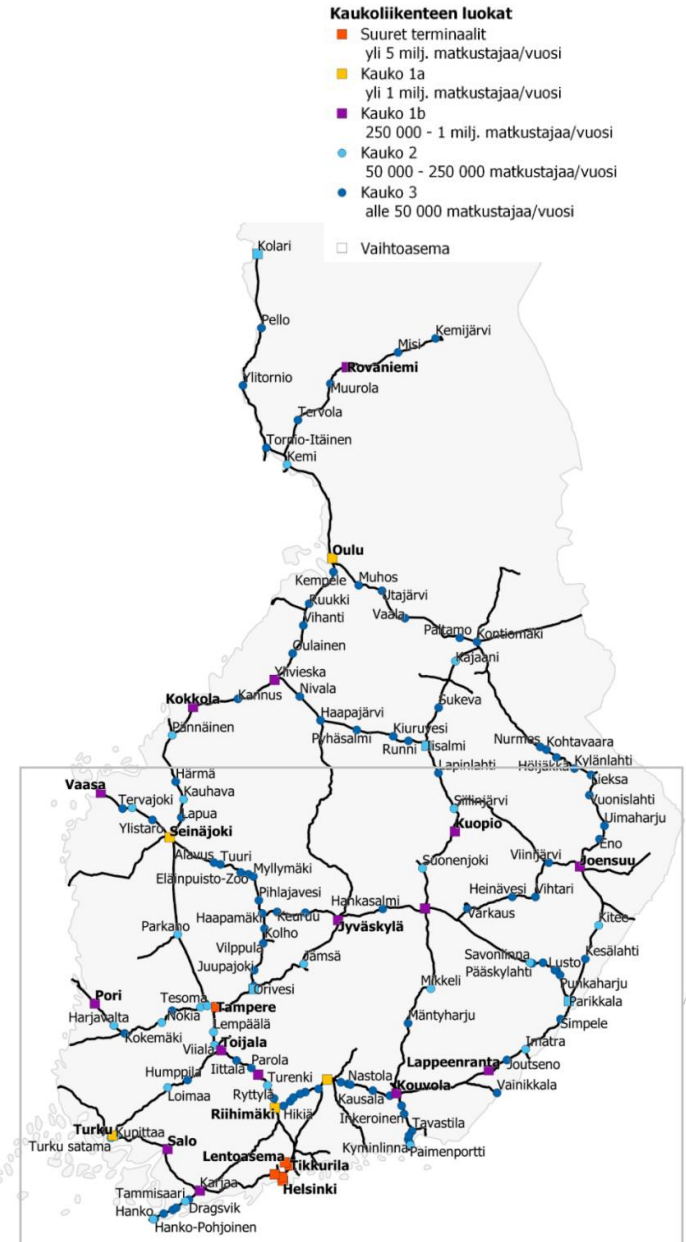 Kaukoliikenteen luokat
Suuret terminaalit
yli 5 milj. matkustajaa/vuosi
Kauko 1a
yli 1 milj. matkustajaa/vuosi
Kauko 1b
250 000 - 1 milj. matkustajaa/vuosi
Kauko 2
50 000 - 250 000 matkustajaa/vuosi
Kauko 3
alle 50 000 matkustajaa/vuosi
Vaihtoasema
Kolari
Pello
Kemijärvi
Misi
Rovaniemi
Ylitornio
Muurola
Tervola
Tornio-Itäinen
Kemi
Oulu
Kempele
Muhos
Utajärvi
Ruukki
Vaala
Vihanti
Paltamo
Kontiomäki
Oulainen
Kajaani
Ylivieska
Nivala
Kannus
Kokkola
Sukeva
Haapajärvi
Pännäinen
Pyhäsalmi
Kiuruvesi
Runni
Iisalmi
Nurmes
Kohtavaara
Höljäkkä
Kylänlahti
Lapinlahti
Lieksa
Härmä
Vaasa
Kauhava
Tervajoki
Vuonislahti
Lapua
Siilinjärvi
Ylistaro
Seinäjoki
Kuopio
Uimaharju
Eno
Alavus
Tuuri
Viinijärvi
Joensuu
Eläinpuisto-Zoo
Myllymäki
Suonenjoki
Pihlajavesi
Heinävesi
Vihtari
Hankasalmi
Haapamäki
Keuruu
Varkaus
Kitee
Jyväskylä
Parkano
Kolho
Vilppula
Savonlinna
Lusto
Kesälahti
Juupajoki
Jämsä
Pääskylahti
Punkaharju
Mikkeli
Orivesi
Parikkala
Pori
Tesoma
Tampere
Harjavalta
Nokia
Mäntyharju
Simpele
Kokemäki
Lempäälä
Imatra
Viiala
Toijala
Lappeenranta
Joutseno
Iittala
Parola
Humppila
Turenki
Nastola
Vainikkala
Loimaa
Ryttylä
Kausala
Kouvola
Riihimäki
Hikiä
Inkeroinen
Tavastila
Turku
Kupittaa
Turku satama
Salo
Kyminlinna
Paimenportti
Lentoasema
Tikkurila
Karjaa
Helsinki
Tammisaari
Dragsvik
Hanko
Hanko-Pohjoinen